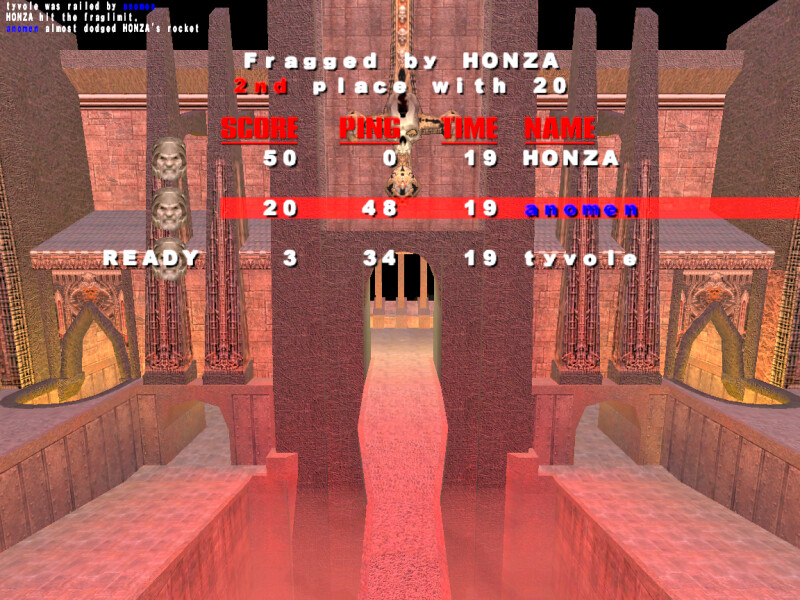 tyvole was railed by anomen
HONZA hit the fraglimit.
anomen almost dodged HONZA's rocket
Fragged by HONZA
2nd place with 20
SCORE PING TIME NAME
50 0 19 HONZA
20 48 19 anomen
READY 3 34 19 tyvole